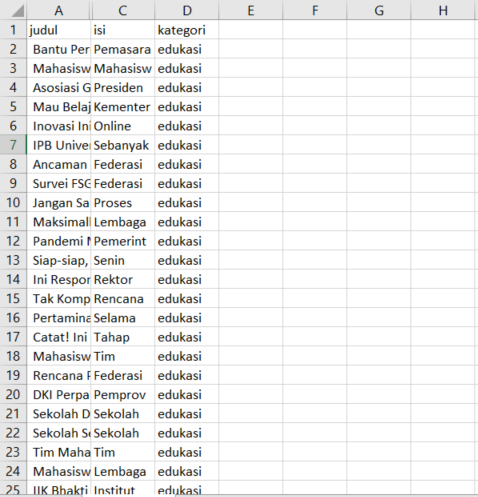 A C D E F G H
1 judul isi kategori
2 Bantu Per Pemasara edukasi
3 Mahasisw Mahasisw edukasi
4 Asosiasi G Presiden edukasi
5 Mau Belaj Kementer edukasi
6 Inovasi Ini Online edukasi
7 IPB Univer Sebanyak edukasi
8 Ancaman Federasi edukasi
9 Survei FSG Federasi edukasi
10 Jangan Sa Proses edukasi
11 Maksimall Lembaga edukasi
12 Pandemi M Pemerint edukasi
13 Siap-siap, Senin edukasi
14 Ini Respor Rektor edukasi
15 Tak Komp Rencana edukasi
16 Pertamina Selama edukasi
17 Catat! Ini Tahap edukasi
18 Mahasisw Tim edukasi
19 Rencana P Federasi edukasi
20 DKI Perpa Pemprov edukasi
21 Sekolah D Sekolah edukasi
22 Sekolah Se Sekolah edukasi
23 Tim Maha Tim edukasi
24 Mahasisw Lembaga edukasi
25 IIK Bhakti Institut edukasi